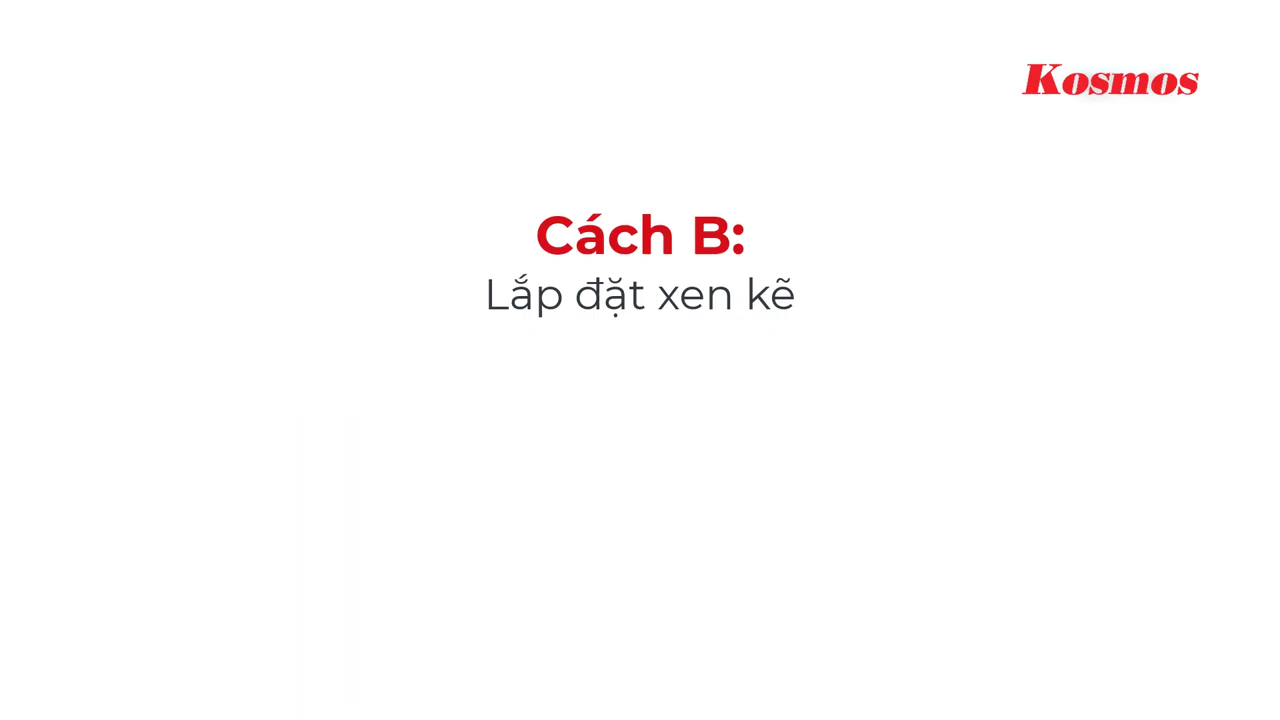 Kosmos
Cách B:
Lắp đặt xen kẽ